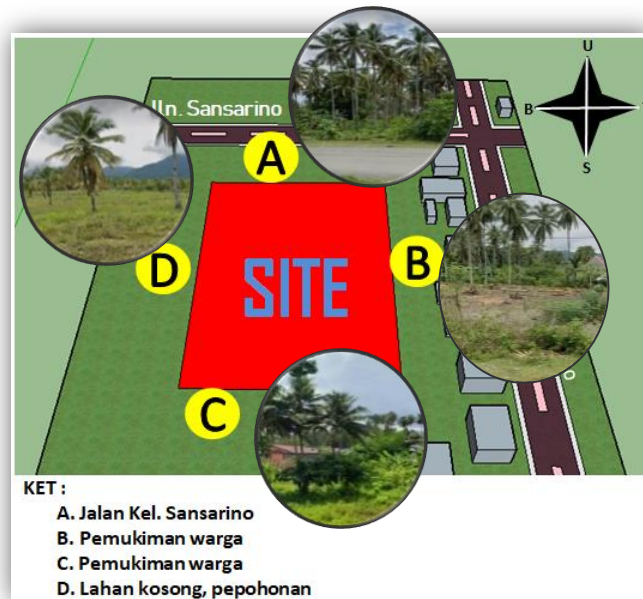 U
Jln. Sansarino
B
S
A
D
B
SITE
C
O
KET :
A. Jalan Kel. Sansarino
B. Pemukiman warga
C. Pemukiman warga
D. Lahan kosong, pepohonan